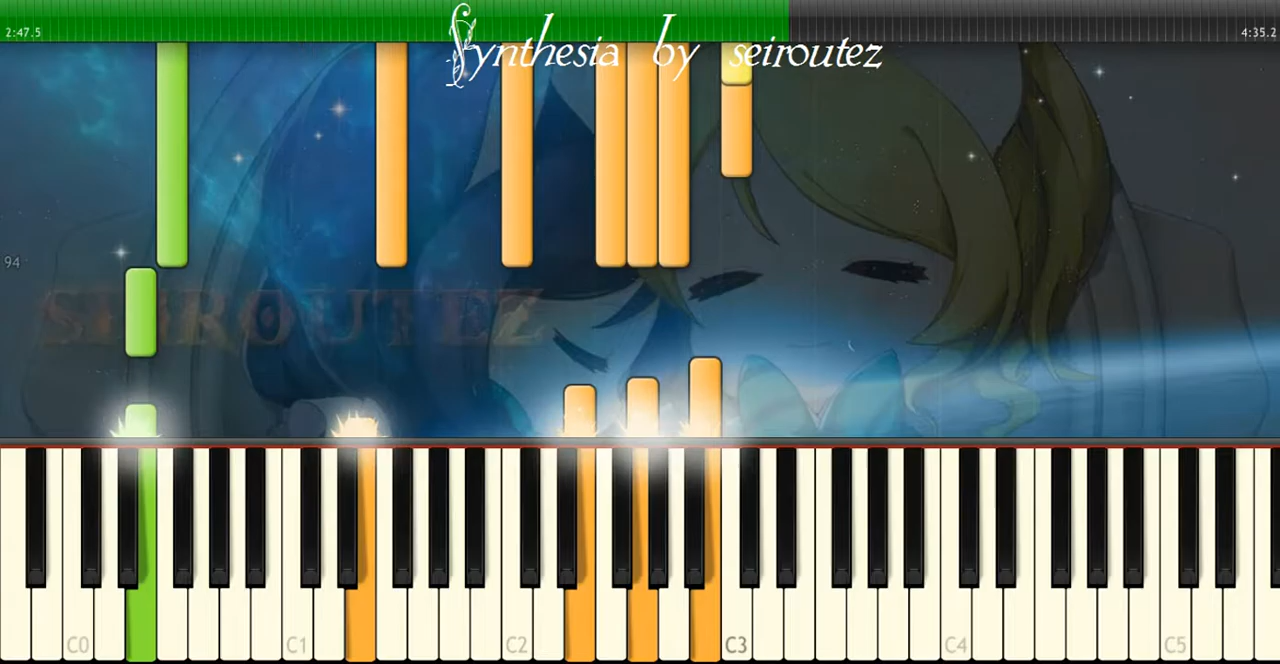 2:47.5
4:35.2
Synthesia by seiroutez
94
SEIROUTEZ
C0 C1 C2 C3 C4 C5